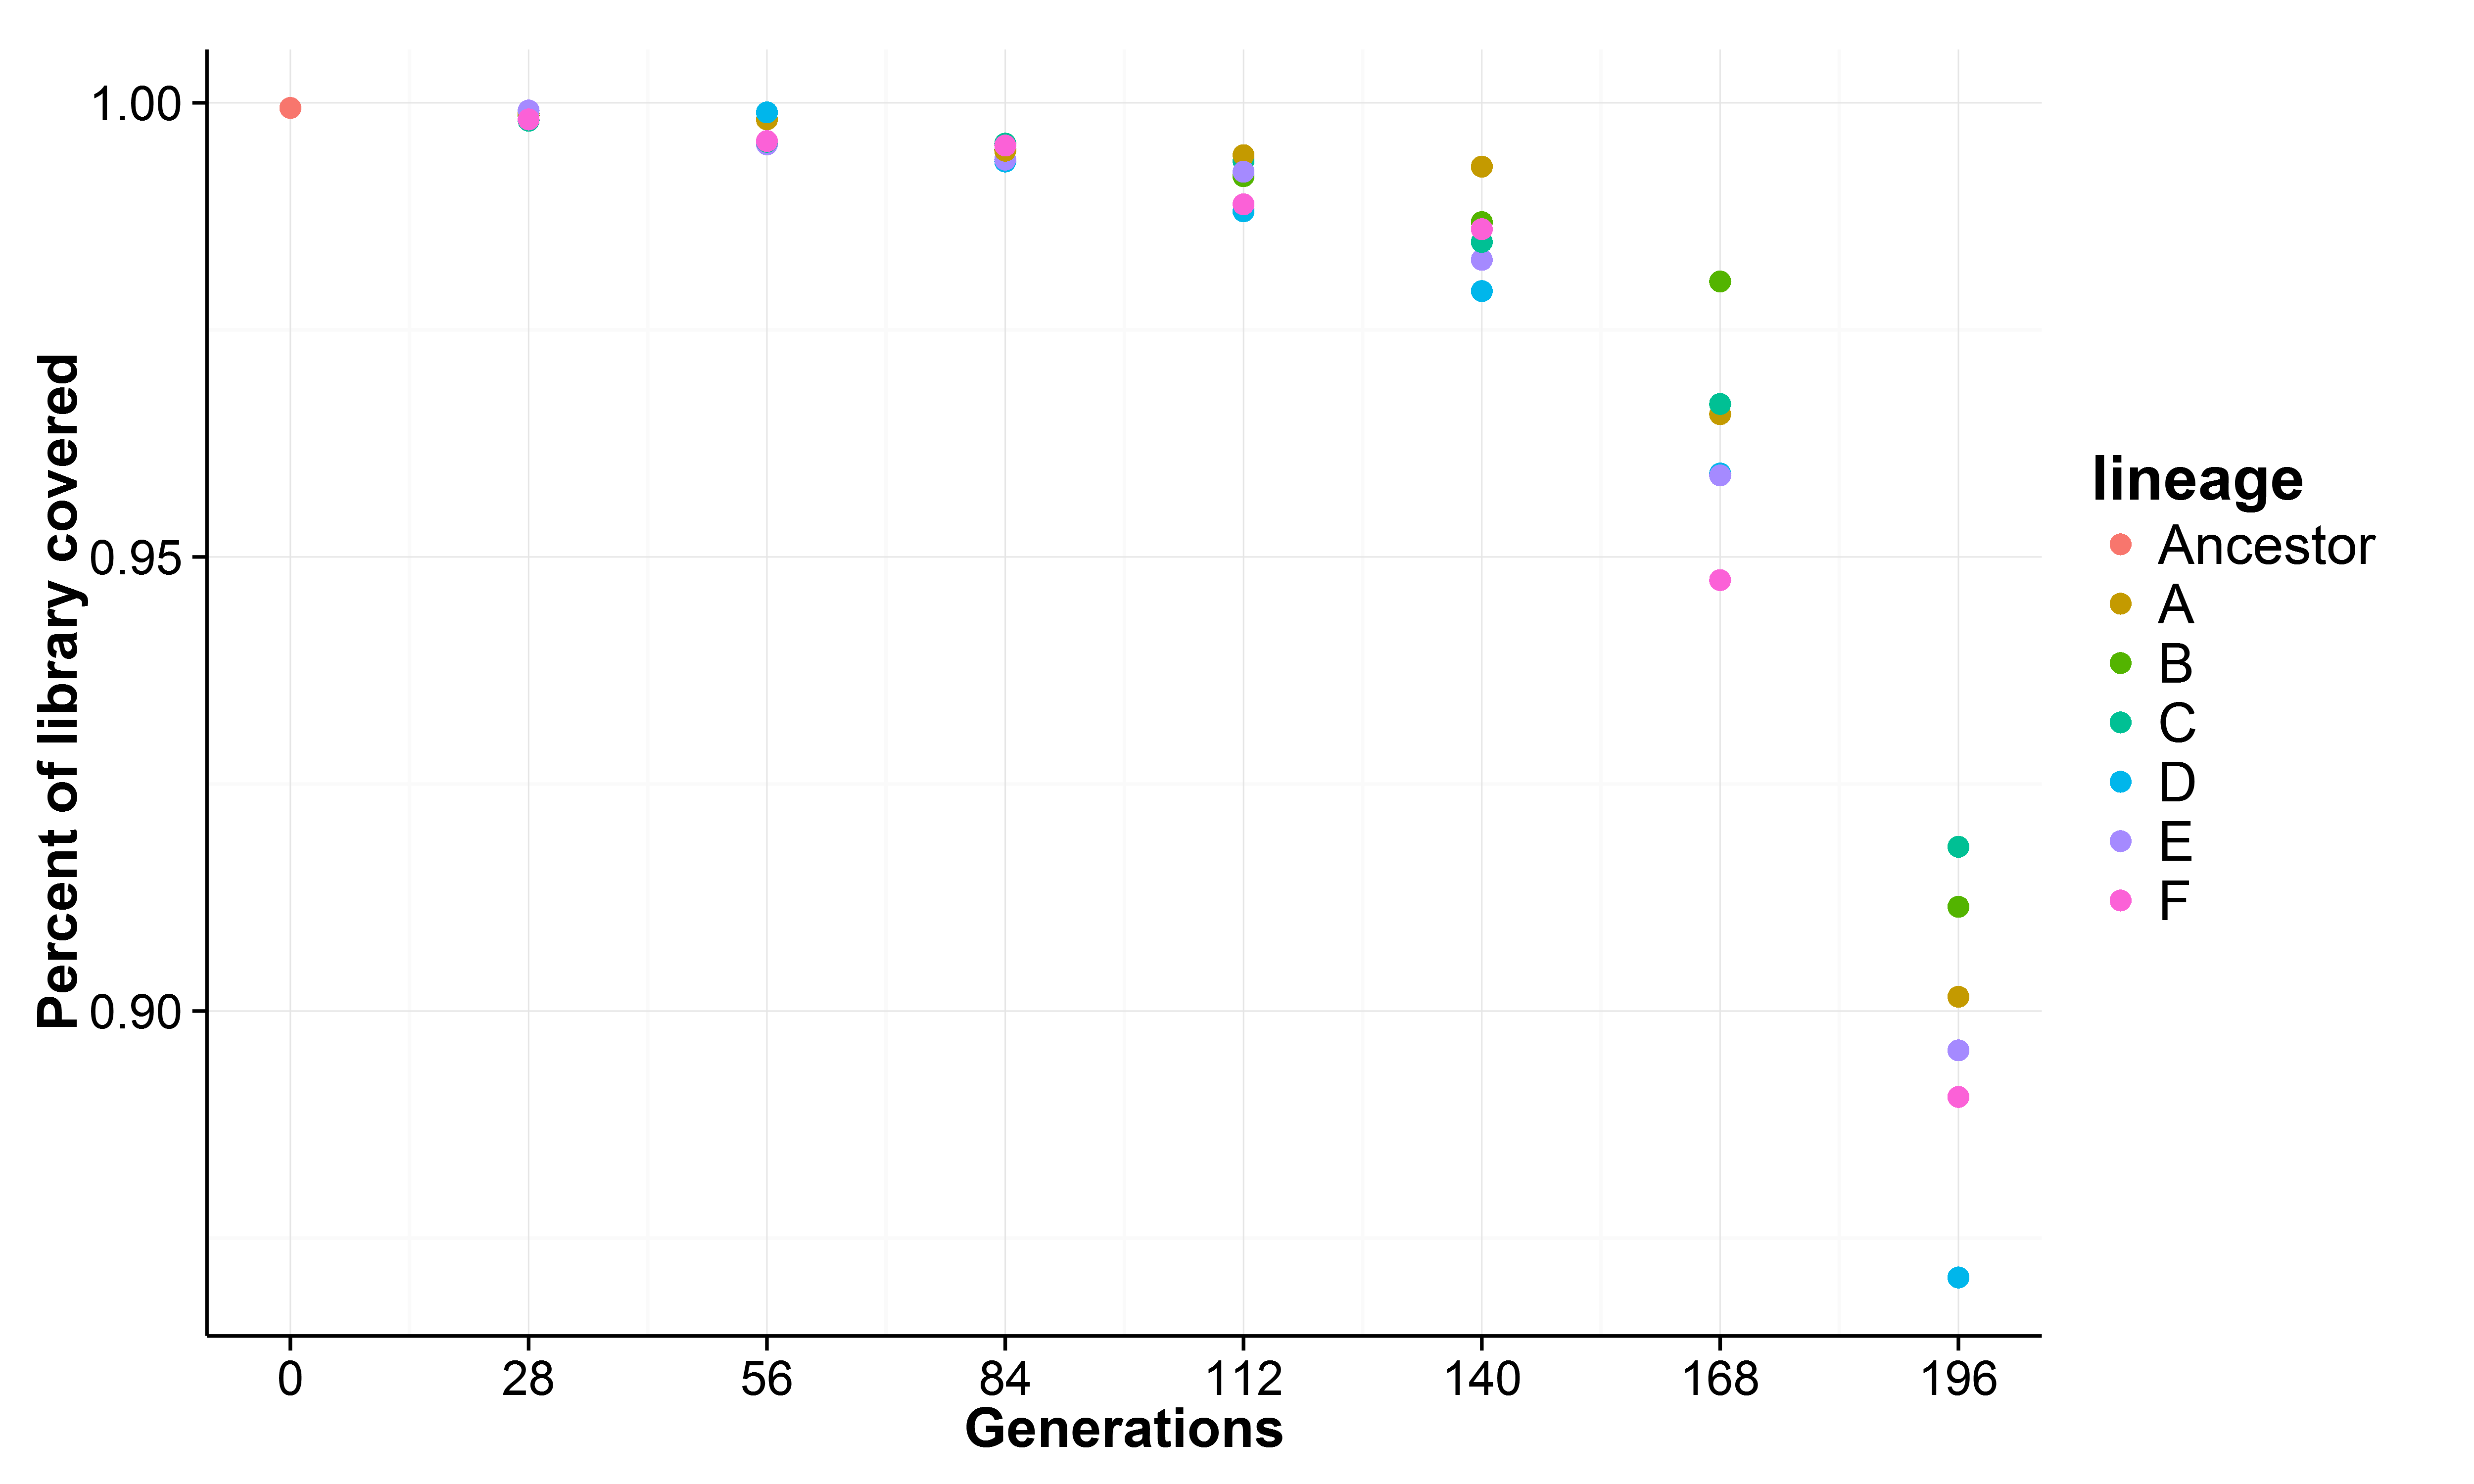 Percent of library covered
1.00
0.95
0.90
0
28
56
84
112
140
168
196
Generations
lineage
Ancestor
A
B
C
D
E
F